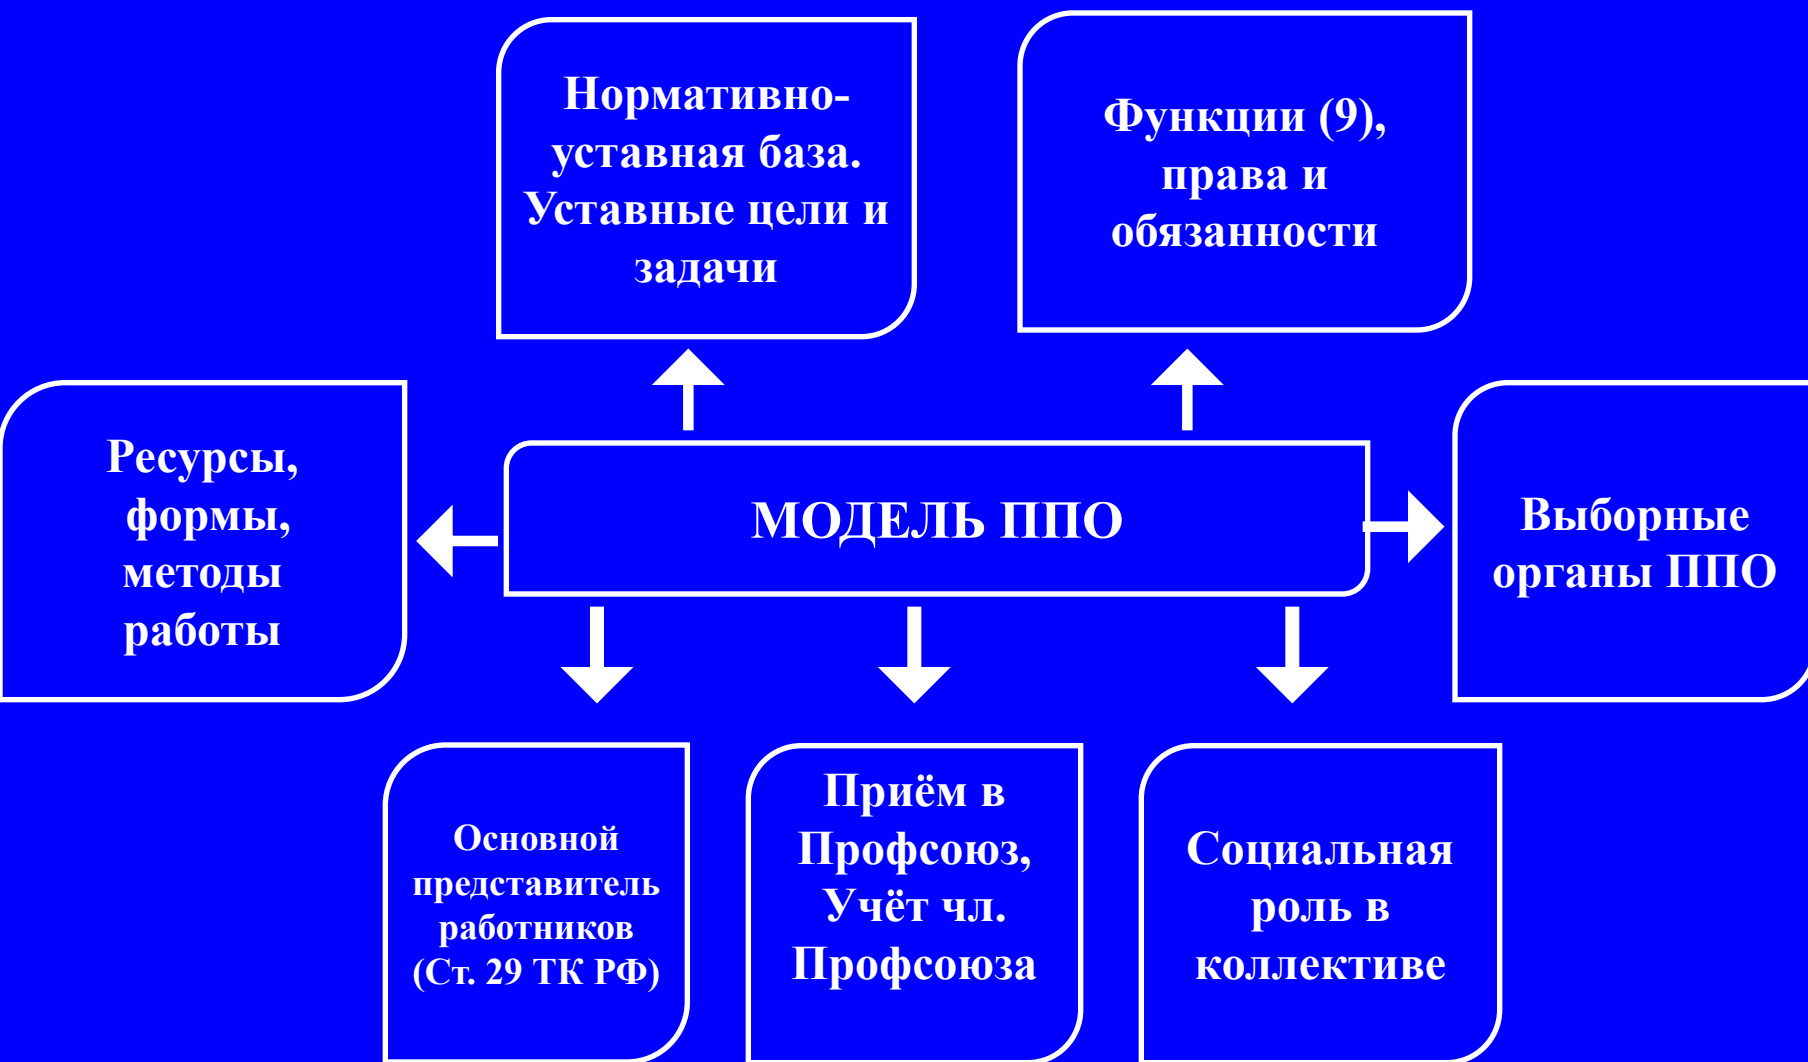 Нормативно-
уставная база.
Уставные цели и
задачи
Функции (9),
права и
обязанности
Ресурсы,
формы,
методы
работы
МОДЕЛЬ ППО
Выборные
органы ППО
Основной
представитель
работников
(Ст. 29 ТК РФ)
Приём в
Профсоюз,
Учёт чл.
Профсоюза
Социальная
роль в
коллективе